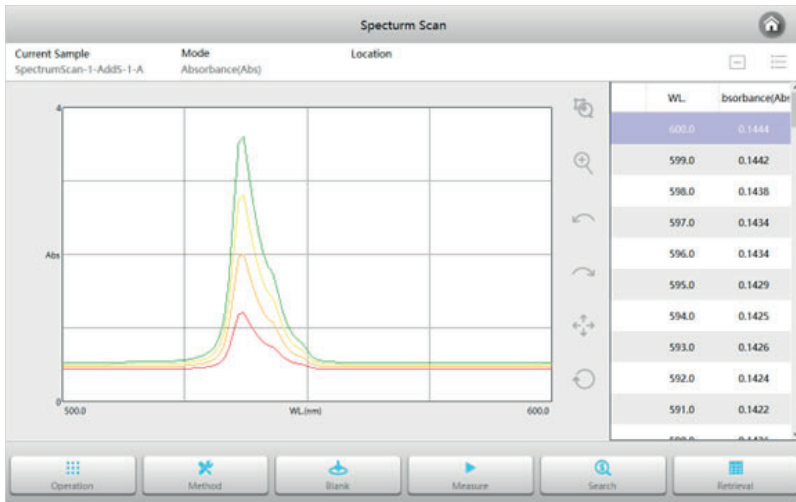 Specturm Scan
Current Sample
SpectrumScan-1-AddS-1-A
Mode
Absorbance(Abs)
Location
4
Abs
0
500.0
WL.(nm)
600.0
WL. bsorbance(Abs
600.0 0.1444
599.0 0.1442
598.0 0.1438
597.0 0.1434
596.0 0.1434
595.0 0.1429
594.0 0.1425
593.0 0.1426
592.0 0.1424
591.0 0.1422
Operation
Method
Blank
Measure
Search
Retrieval